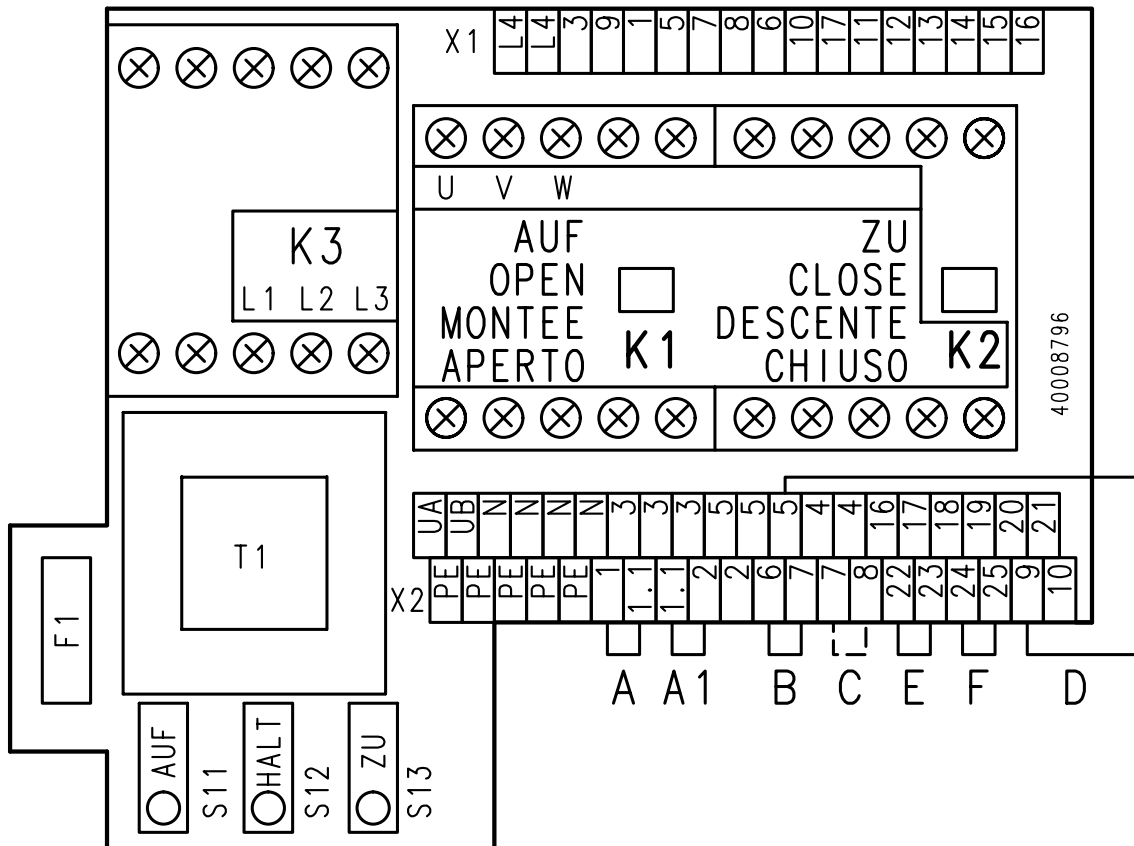 X1 L4 L4 3 9 1 5 7 8 6 10 17 11 12 13 14 15 16
K3
L1 L2 L3
U V W
AUF
OPEN
MONTEE
APERTO
K1
ZU
CLOSE
DESCENTE
CHIUSO
K2
40008796
T1
F1
UA UB N N N N 3 3 3 5 5 5 4 4 16 17 18 19 20 21
X2 PE PE PE PE PE 1 1.1 1.1 2 2 6 7 7 8 22 23 24 25 9 10
A A1 B C E F D
AUF
S11
HALT
S12
ZU
S13